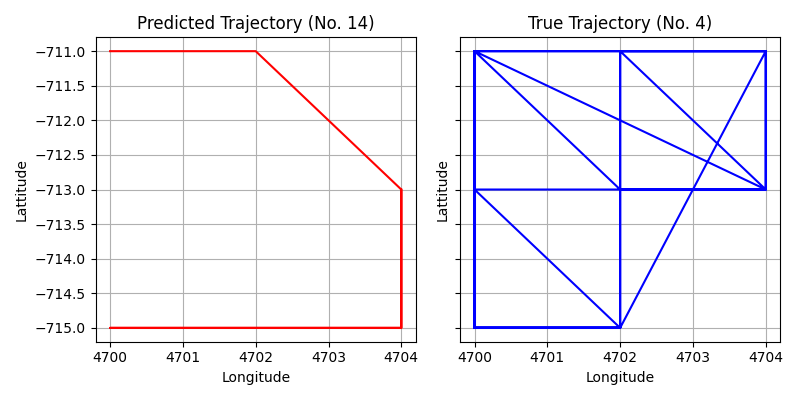 Predicted Trajectory (No. 14)
Lattitude
−711.0
−711.5
−712.0
−712.5
−713.0
−713.5
−714.0
−714.5
−715.0
4700 4701 4702 4703 4704
Longitude
True Trajectory (No. 4)
Lattitude
4700 4701 4702 4703 4704
Longitude